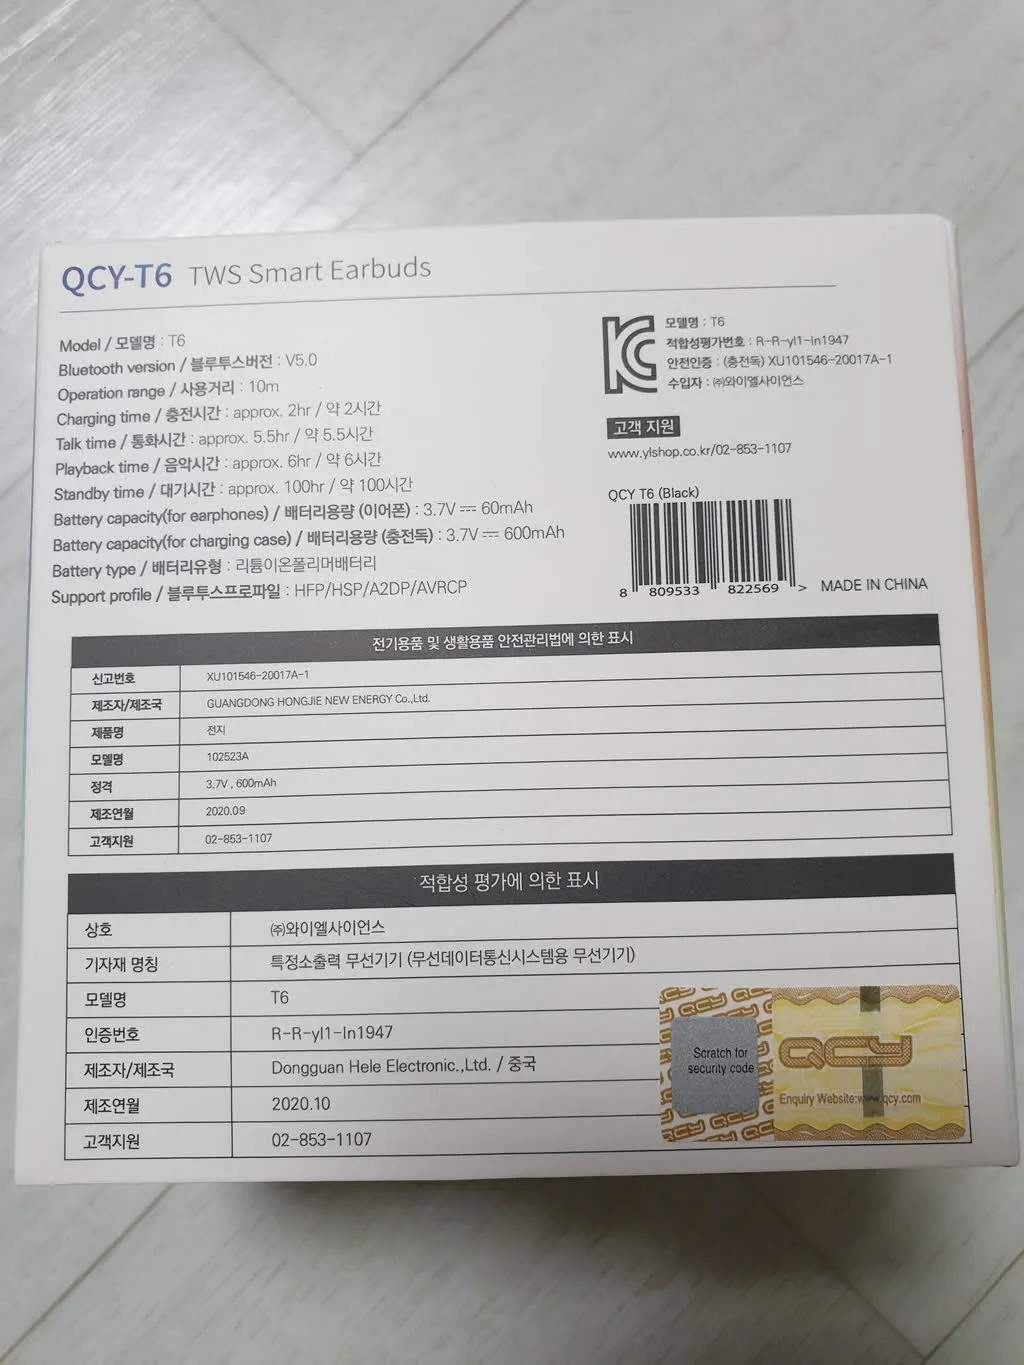 QCY-T6 TWS Smart Earbuds
Model / 모델명 : T6
Bluetooth version / 블루투스버전 : V5.0
Operation range / 사용거리 : 10m
Charging time / 충전시간 : approx. 2hr / 약 2시간
Talk time / 통화시간 : approx. 5.5hr / 약 5.5시간
Playback time / 음악시간 : approx. 6hr / 약 6시간
Standby time / 대기시간 : approx. 100hr / 약 100시간
Battery capacity(for earphones) / 배터리용량 (이어폰) : 3.7V ⎓ 60mAh
Battery capacity(for charging case) / 배터리용량 (충전독) : 3.7V ⎓ 600mAh
Battery type / 배터리유형 : 리튬이온폴리머배터리
Support profile / 블루투스프로파일 : HFP/HSP/A2DP/AVRCP
KC
모델명 : T6
적합성평가번호 : R-R-yl1-ln1947
안전인증 : (충전독) XU101546-20017A-1
수입자 : ㈜와이엘사이언스
고객 지원
www.ylshop.co.kr/02-853-1107
QCY T6 (Black)
8 809533 822569 >
MADE IN CHINA
전기용품 및 생활용품 안전관리법에 의한 표시
신고번호 XU101546-20017A-1
제조자/제조국 GUANGDONG HONGJIE NEW ENERGY Co.,Ltd.
제품명 전지
모델명 102523A
정격 3.7V , 600mAh
제조연월 2020.09
고객지원 02-853-1107
적합성 평가에 의한 표시
상호 ㈜와이엘사이언스
기자재 명칭 특정소출력 무선기기 (무선데이터통신시스템용 무선기기)
모델명 T6
인증번호 R-R-yl1-ln1947
제조자/제조국 Dongguan Hele Electronic.,Ltd. / 중국
제조연월 2020.10
고객지원 02-853-1107
Scratch for
security code
QCY
Enquiry Website:www.qcy.com